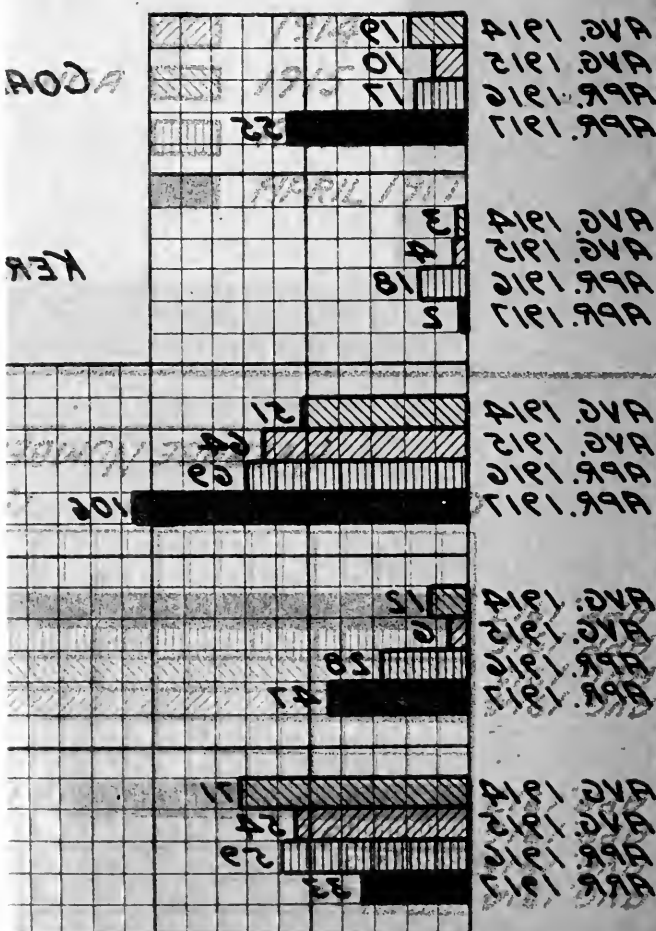 AVG. 1914 19
AVG. 1915 10
APR. 1916 17
APR. 1917 55
AVG. 1914 3
AVG. 1915 4
APR. 1916 18
APR. 1917 2
AVG. 1914 51
AVG. 1915 64
APR. 1916 69
APR. 1917 106
AVG. 1914 12
AVG. 1915 6
APR. 1916 28
APR. 1917 47
AVG. 1914 71
AVG. 1915 54
APR. 1916 59
APR. 1917 33